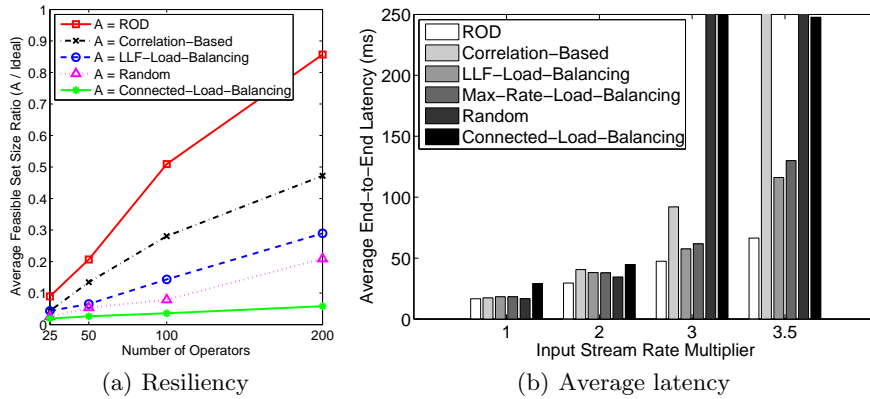 Average Feasible Set Size Ratio (A / Ideal)
1
0.9
0.8
0.7
0.6
0.5
0.4
0.3
0.2
0.1
0
A = ROD
A = Correlation-Based
A = LLF-Load-Balancing
A = Random
A = Connected-Load-Balancing
25 50 100 200
Number of Operators
(a) Resiliency
Average End-to-End Latency (ms)
250
200
150
100
50
0
ROD
Correlation-Based
LLF-Load-Balancing
Max-Rate-Load-Balancing
Random
Connected-Load-Balancing
1 2 3 3.5
Input Stream Rate Multiplier
(b) Average latency